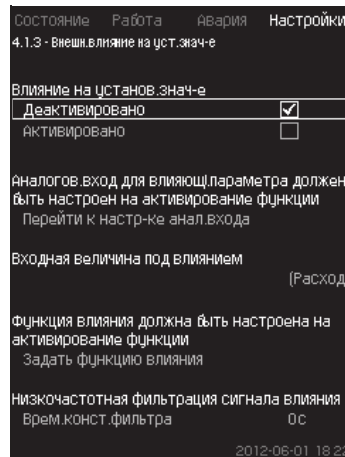 Состояние Работа Авария Настройки
4.1.3 - Внешн.влияние на уст.знач-е
Влияние на установ.знач-е
Деактивировано
Активировано
Аналогов.вход для влияющ.параметра должен
быть настроен на активирование функции
Перейти к настр-ке анал.входа
Входная величина под влиянием
(Расход
Функция влияния должна быть настроена на
активирование функции
Задать функцию влияния
Низкочастотная фильтрация сигнала влияния
Врем.конст.фильтра 0с
2012-06-01 18:22